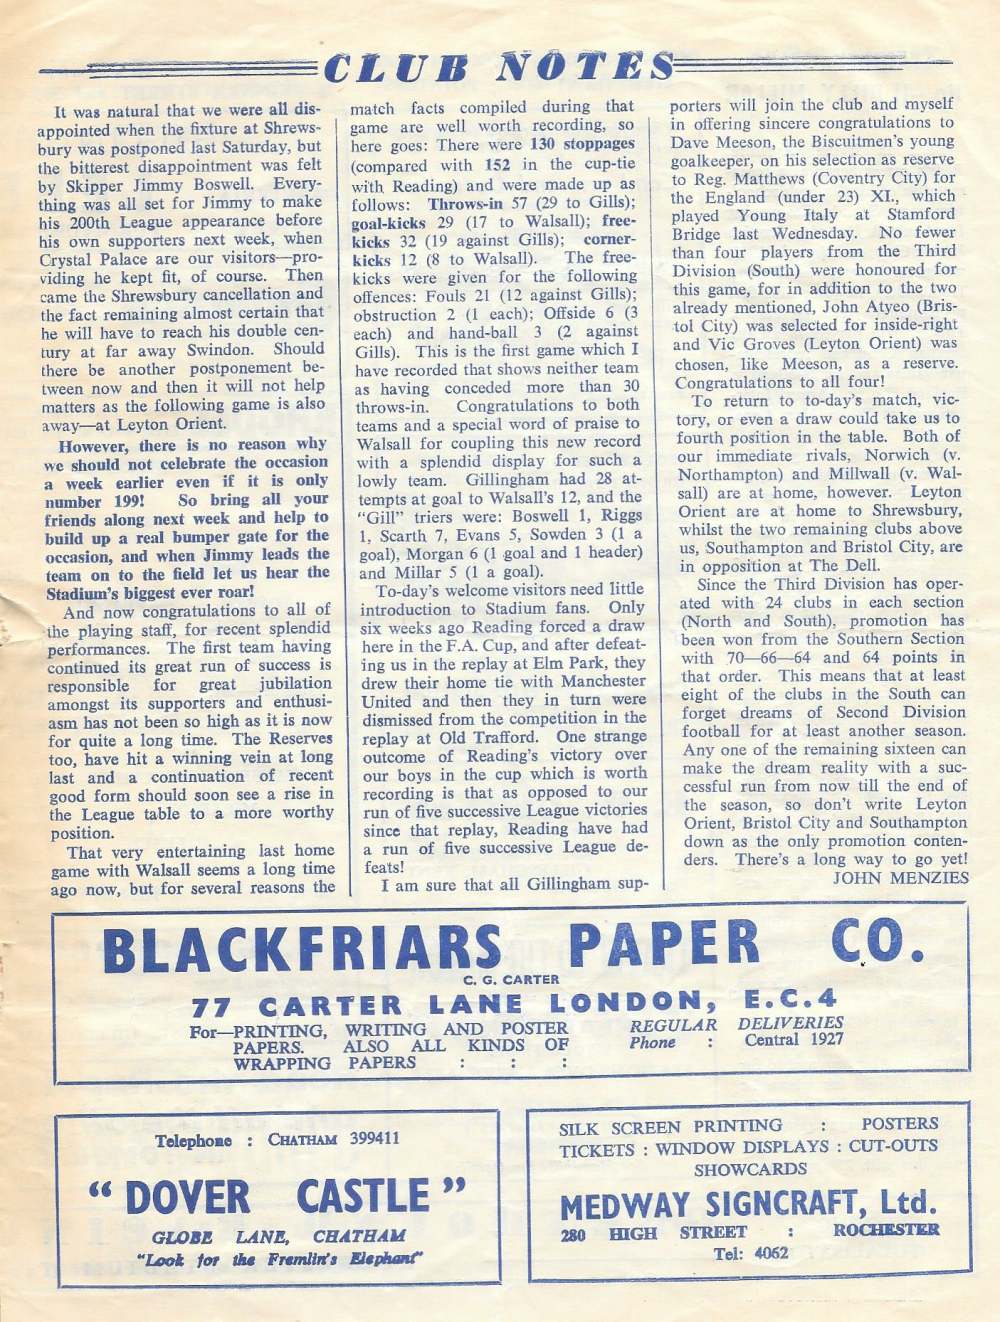 CLUB NOTES
It was natural that we were all dis-
appointed when the fixture at Shrews-
bury was postponed last Saturday, but
the bitterest disappointment was felt
by Skipper Jimmy Boswell. Every-
thing was all set for Jimmy to make
his 200th League appearance before
his own supporters next week, when
Crystal Palace are our visitors—pro-
viding he kept fit, of course. Then
came the Shrewsbury cancellation and
the fact remaining almost certain that
he will have to reach his double cen-
tury at far away Swindon. Should
there be another postponement be-
tween now and then it will not help
matters as the following game is also
away—at Leyton Orient.
However, there is no reason why
we should not celebrate the occasion
a week earlier even if it is only
number 199! So bring all your
friends along next week and help to
build up a real bumper gate for the
occasion, and when Jimmy leads the
team on to the field let us hear the
Stadium's biggest ever roar!
And now congratulations to all of
the playing staff, for recent splendid
performances. The first team having
continued its great run of success is
responsible for great jubilation
amongst its supporters and enthusi-
asm has not been so high as it is now
for quite a long time. The Reserves
too, have hit a winning vein at long
last and a continuation of recent
good form should soon see a rise in
the League table to a more worthy
position.
That very entertaining last home
game with Walsall seems a long time
ago now, but for several reasons the
match facts compiled during that
game are well worth recording, so
here goes: There were 130 stoppages
(compared with 152 in the cup-tie
with Reading) and were made up as
follows: Throws-in 57 (29 to Gills);
goal-kicks 29 (17 to Walsall); free-
kicks 32 (19 against Gills); corner-
kicks 12 (8 to Walsall). The free-
kicks were given for the following
offences: Fouls 21 (12 against Gills);
obstruction 2 (1 each); Offside 6 (3
each) and hand-ball 3 (2 against
Gills). This is the first game which I
have recorded that shows neither team
as having conceded more than 30
throws-in. Congratulations to both
teams and a special word of praise to
Walsall for coupling this new record
with a splendid display for such a
lowly team. Gillingham had 28 at-
tempts at goal to Walsall's 12, and the
"Gill" triers were: Boswell 1, Riggs
1, Scarth 7, Evans 5, Sowden 3 (1 a
goal), Morgan 6 (1 goal and 1 header)
and Millar 5 (1 a goal).
To-day's welcome visitors need little
introduction to Stadium fans. Only
six weeks ago Reading forced a draw
here in the F.A. Cup, and after defeat-
ing us in the replay at Elm Park, they
drew their home tie with Manchester
United and then they in turn were
dismissed from the competition in the
replay at Old Trafford. One strange
outcome of Reading's victory over
our boys in the cup which is worth
recording is that as opposed to our
run of five successive League victories
since that replay, Reading have had
a run of five successive League de-
feats!
I am sure that all Gillingham sup-
porters will join the club and myself
in offering sincere congratulations to
Dave Meeson, the Biscuitmen's young
goalkeeper, on his selection as reserve
to Reg. Matthews (Coventry City) for
the England (under 23) XI., which
played Young Italy at Stamford
Bridge last Wednesday. No fewer
than four players from the Third
Division (South) were honoured for
this game, for in addition to the two
already mentioned, John Atyeo (Bris-
tol City) was selected for inside-right
and Vic Groves (Leyton Orient) was
chosen, like Meeson, as a reserve.
Congratulations to all four!
To return to to-day's match, vic-
tory, or even a draw could take us to
fourth position in the table. Both of
our immediate rivals, Norwich (v.
Northampton) and Millwall (v. Wal-
sall) are at home, however. Leyton
Orient are at home to Shrewsbury,
whilst the two remaining clubs above
us, Southampton and Bristol City, are
in opposition at The Dell.
Since the Third Division has oper-
ated with 24 clubs in each section
(North and South), promotion has
been won from the Southern Section
with 70—66—64 and 64 points in
that order. This means that at least
eight of the clubs in the South can
forget dreams of Second Division
football for at least another season.
Any one of the remaining sixteen can
make the dream reality with a suc-
cessful run from now till the end of
the season, so don't write Leyton
Orient, Bristol City and Southampton
down as the only promotion conten-
ders. There's a long way to go yet!
JOHN MENZIES
BLACKFRIARS PAPER CO.
C. G. CARTER
77 CARTER LANE LONDON, E.C.4
For—PRINTING, WRITING AND POSTER
PAPERS. ALSO ALL KINDS OF
WRAPPING PAPERS : : :
REGULAR DELIVERIES
Phone : Central 1927
Telephone : CHATHAM 399411
"DOVER CASTLE"
GLOBE LANE, CHATHAM
"Look for the Fremlin's Elephant"
SILK SCREEN PRINTING : POSTERS
TICKETS : WINDOW DISPLAYS : CUT-OUTS
SHOWCARDS
MEDWAY SIGNCRAFT, Ltd.
280 HIGH STREET : ROCHESTER
Tel: 4062